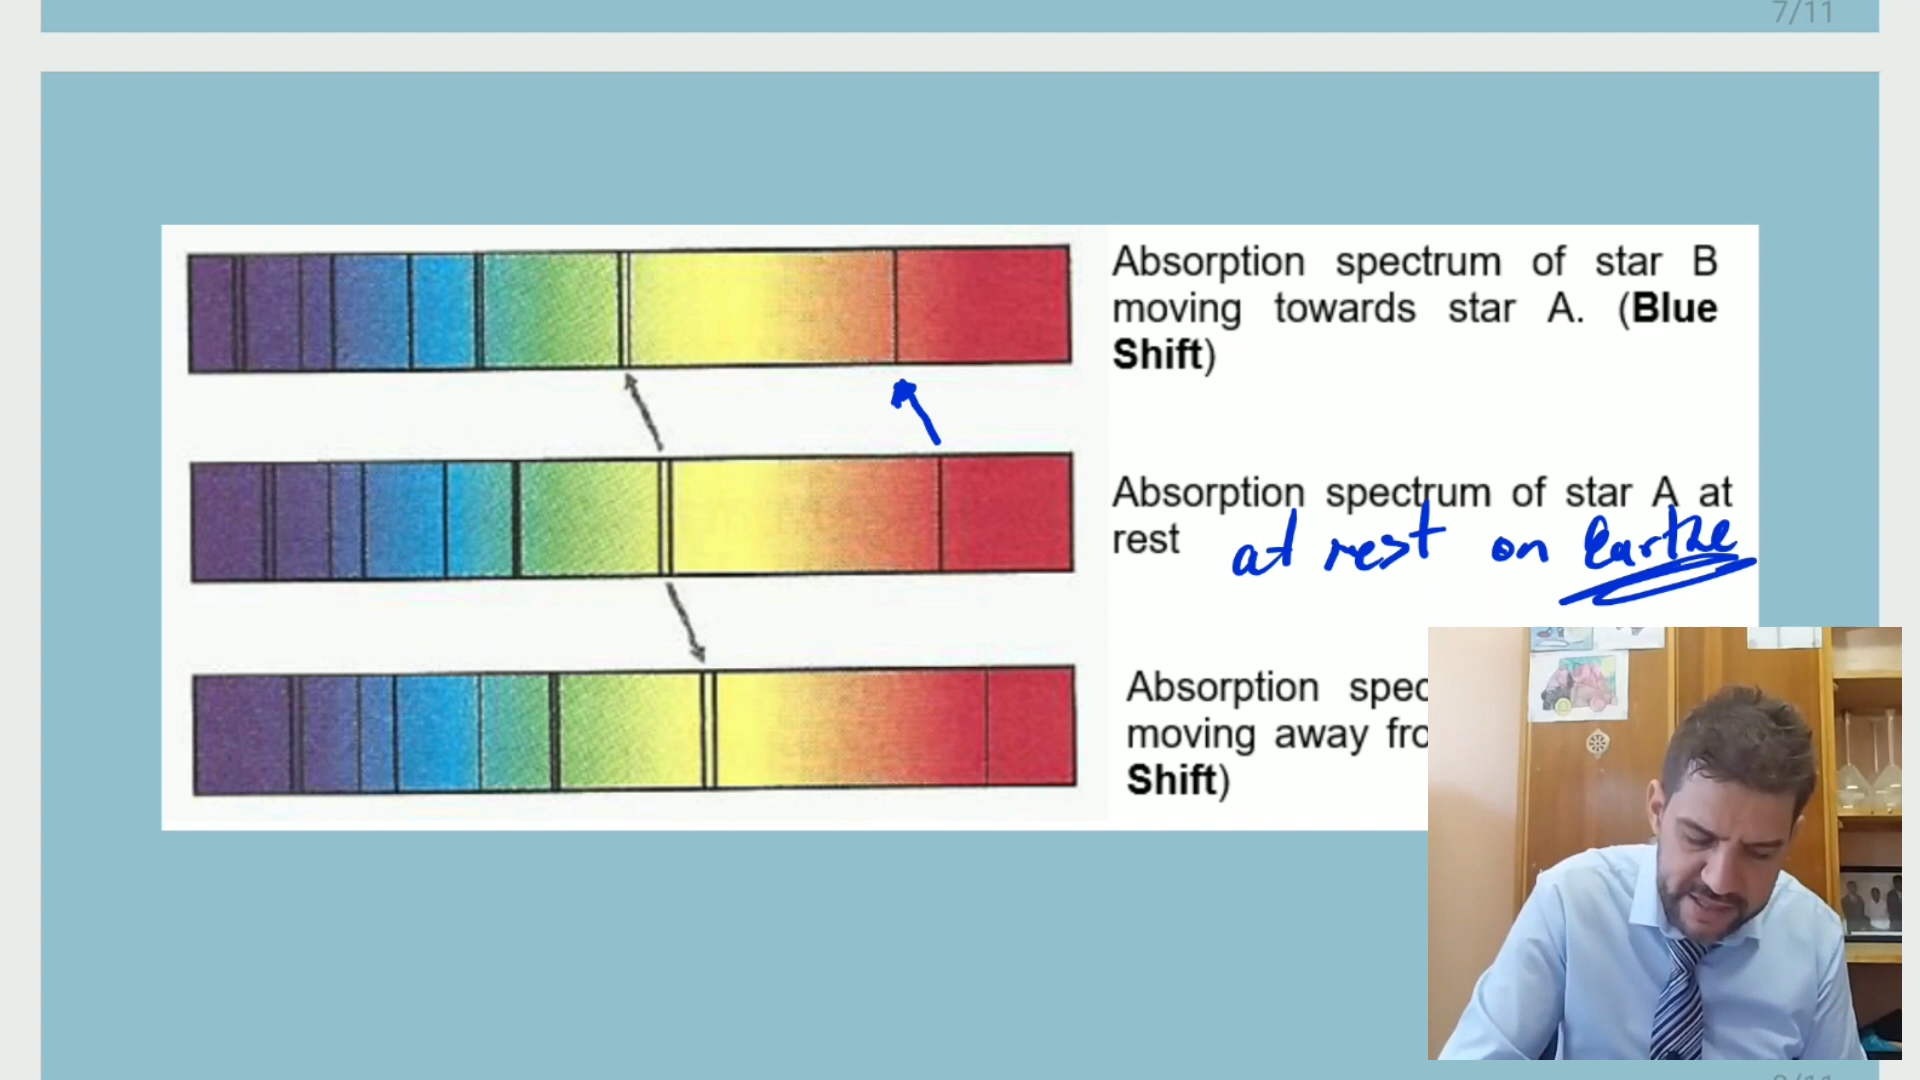 7/11
Absorption spectrum of star B
moving towards star A. (Blue
Shift)
Absorption spectrum of star A at
rest at rest on Earthe
Absorption spec
moving away fro
Shift)